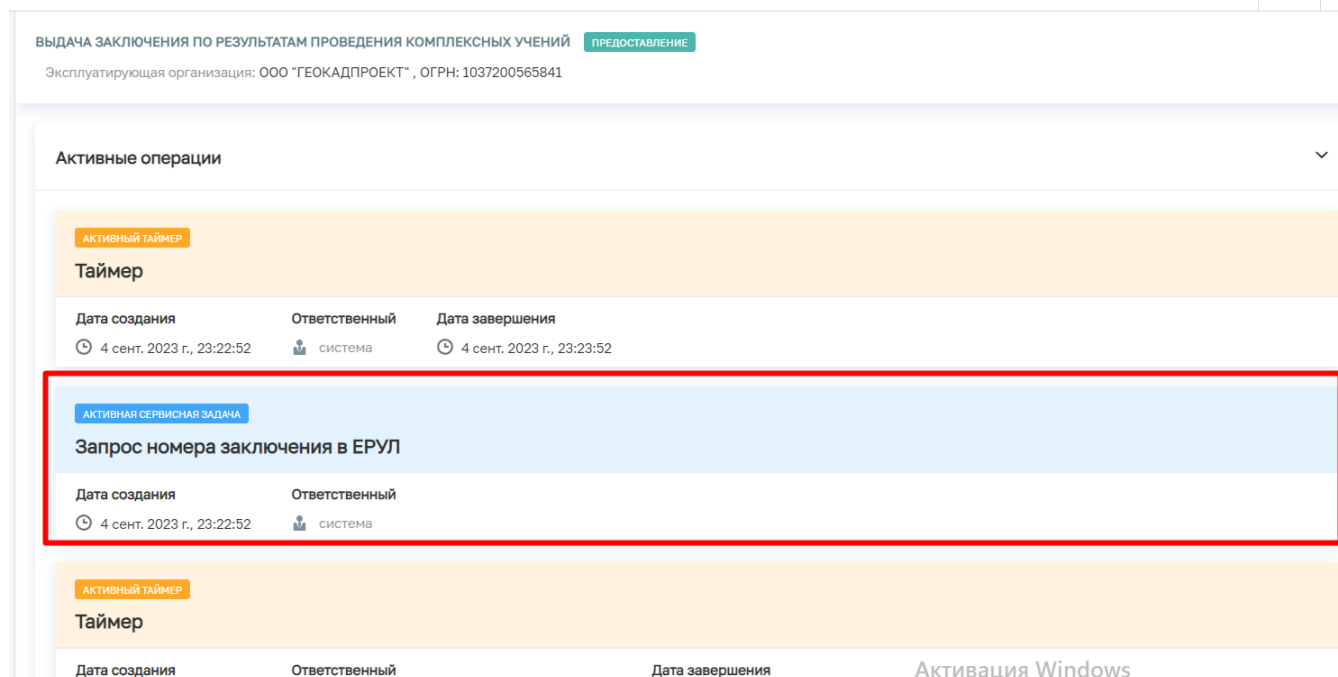 ВЫДАЧА ЗАКЛЮЧЕНИЯ ПО РЕЗУЛЬТАТАМ ПРОВЕДЕНИЯ КОМПЛЕКСНЫХ УЧЕНИЙ ПРЕДОСТАВЛЕНИЕ
Эксплуатирующая организация: ООО "ГЕОКАДПРОЕКТ" , ОГРН: 1037200565841
Активные операции
АКТИВНЫЙ ТАЙМЕР
Таймер
Дата создания Ответственный Дата завершения
4 сент. 2023 г., 23:22:52 система 4 сент. 2023 г., 23:23:52
АКТИВНАЯ СЕРВИСНАЯ ЗАДАЧА
Запрос номера заключения в ЕРУЛ
Дата создания Ответственный
4 сент. 2023 г., 23:22:52 система
АКТИВНЫЙ ТАЙМЕР
Таймер
Дата создания Ответственный Дата завершения Активация Windows